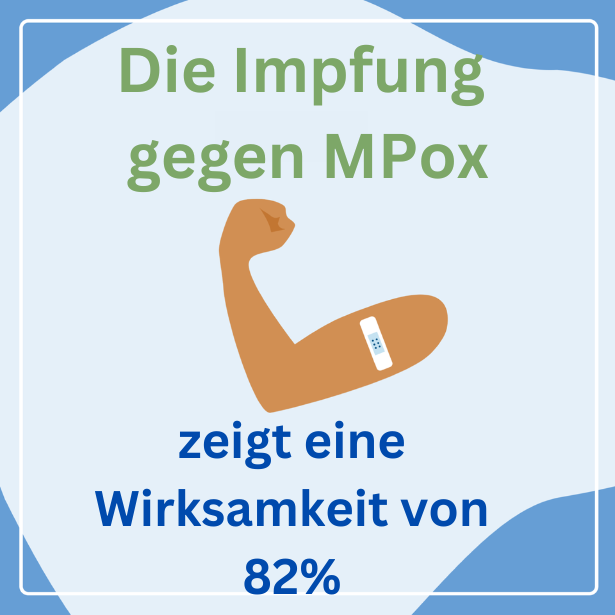 Die Impfung
gegen MPox
zeigt eine
Wirksamkeit von
82%